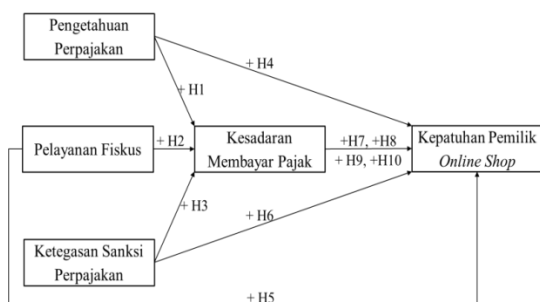 Pengetahuan
Perpajakan
+ H4
+ H1
Pelayanan Fiskus
+ H2
Kesadaran
Membayar Pajak
+H7, +H8
+ H9, +H10
Kepatuhan Pemilik
Online Shop
+ H3
+ H6
Ketegasan Sanksi
Perpajakan
+ H5